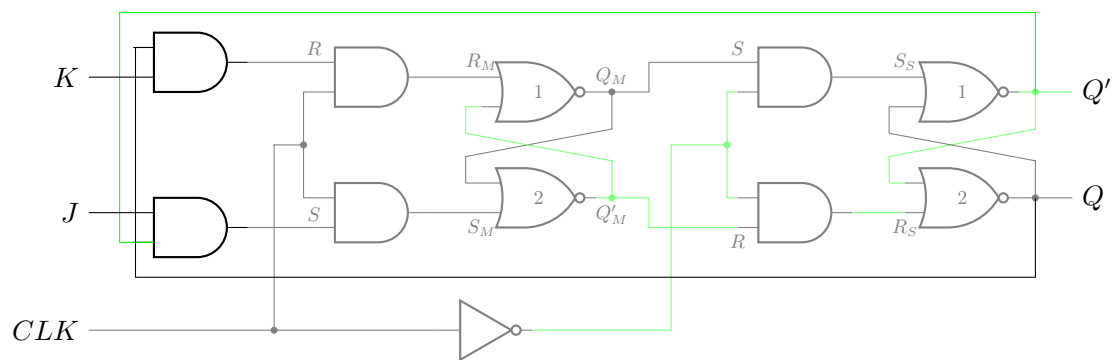 R R_M Q_M S S_S
K 1 1 Q'
J S S_M 2 Q'_M R R_S 2 Q
CLK